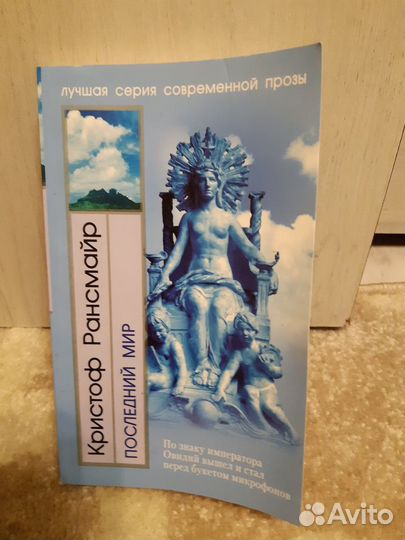 лучшая серия современной прозы
Кристоф Рансмайр
ПОСЛЕДНИЙ МИР
По знаку императора
Овидий вышел и стал
перед букетом микрофонов
Avito